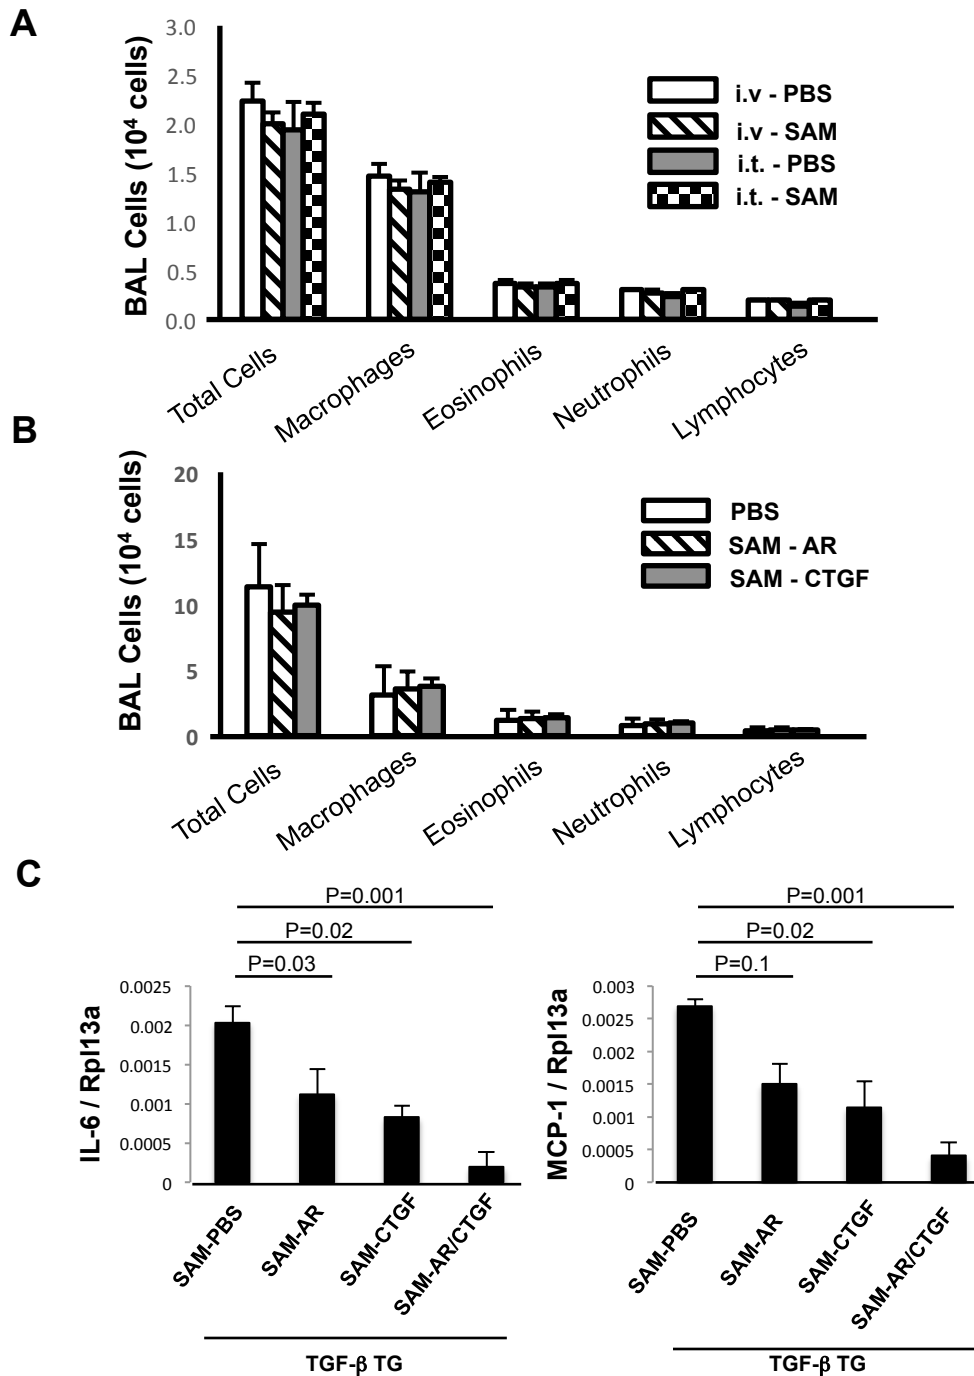 A
BAL Cells (10⁴ cells)
3.0
2.5
2.0
1.5
1.0
0.5
0.0
i.v - PBS
i.v - SAM
i.t. - PBS
i.t. - SAM
Total Cells
Macrophages
Eosinophils
Neutrophils
Lymphocytes
B
BAL Cells (10⁴ cells)
20
15
10
5
0
PBS
SAM - AR
SAM - CTGF
Total Cells
Macrophages
Eosinophils
Neutrophils
Lymphocytes
C
P=0.001
P=0.02
P=0.03
IL-6 / Rpl13a
0.0025
0.002
0.0015
0.001
0.0005
0
SAM-PBS
SAM-AR
SAM-CTGF
SAM-AR/CTGF
TGF-β TG
P=0.001
P=0.02
P=0.1
MCP-1 / Rpl13a
0.003
0.0025
0.002
0.0015
0.001
0.0005
0
SAM-PBS
SAM-AR
SAM-CTGF
SAM-AR/CTGF
TGF-β TG